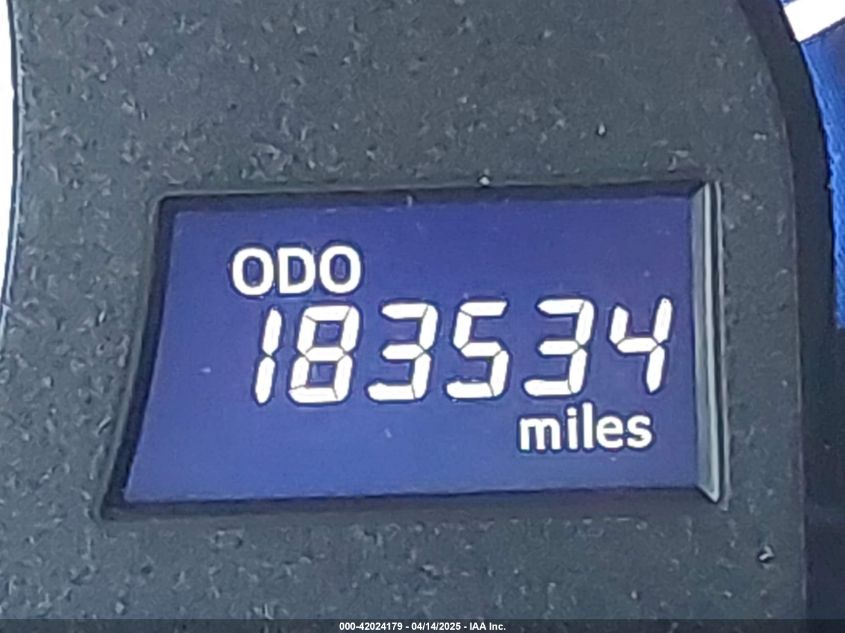 ODO
183534
miles
000-42024179 - 04/14/2025 - IAA Inc.